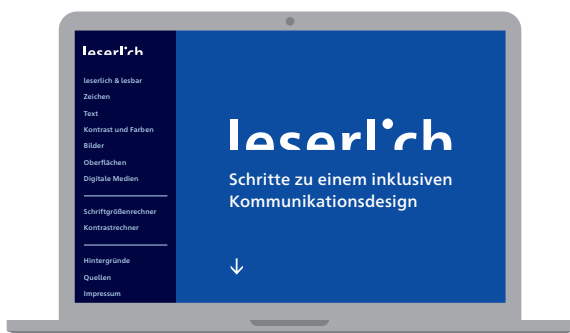 leserlich
leserlich & lesbar
Zeichen
Text
Kontrast und Farben
Bilder
Oberflächen
Digitale Medien
Schriftgrößenrechner
Kontrastrechner
Hintergründe
Quellen
Impressum
leserlich
Schritte zu einem inklusiven
Kommunikationsdesign